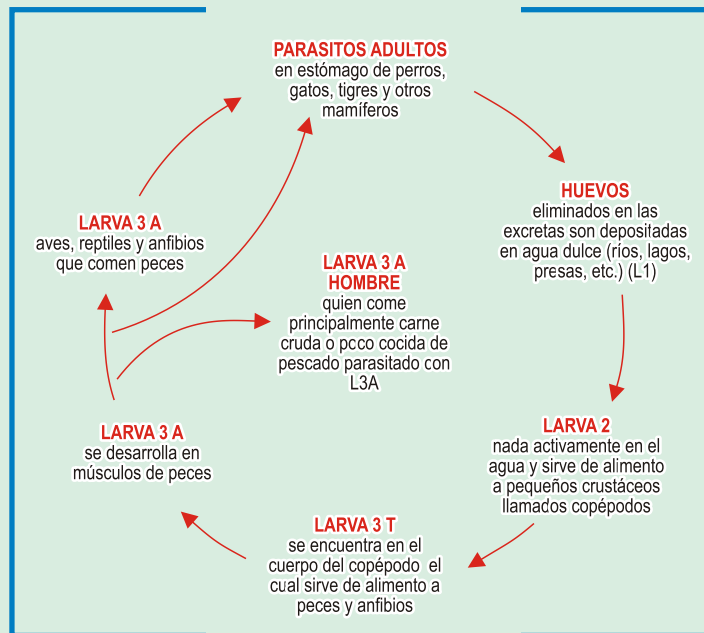 PARASITOS ADULTOS
en estómago de perros,
gatos, tigres y otros
mamíferos
HUEVOS
eliminados en las
excretas son depositadas
en agua dulce (ríos, lagos,
presas, etc.) (L1)
LARVA 2
nada activamente en el
agua y sirve de alimento
a pequeños crustáceos
llamados copépodos
LARVA 3 T
se encuentra en el
cuerpo del copépodo el
cual sirve de alimento a
peces y anfibios
LARVA 3 A
se desarrolla en
músculos de peces
LARVA 3 A
aves, reptiles y anfibios
que comen peces
LARVA 3 A
HOMBRE
quien come
principalmente carne
cruda o pcco cocida de
pescado parasitado con
L3A